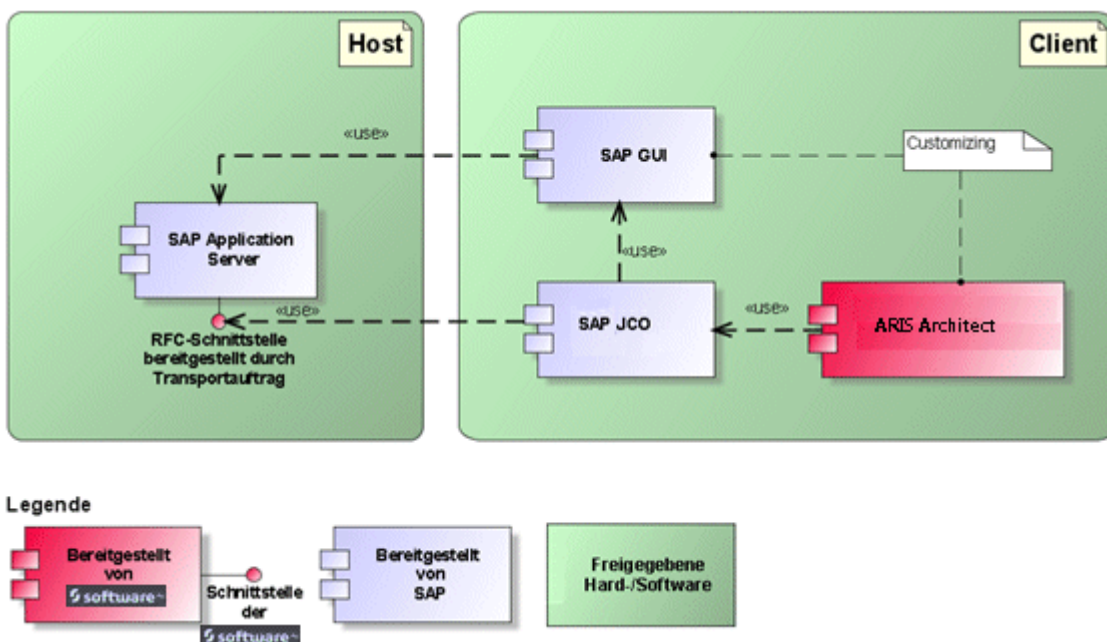 Host
Client
«use»
SAP GUI
Customizing
SAP Application
Server
«use»
«use»
SAP JCO
«use»
ARIS Architect
RFC-Schnittstelle
bereitgestellt durch
Transportauftrag
Legende
Bereitgestellt
von
software
Schnittstelle
der
software
Bereitgestellt
von
SAP
Freigegebene
Hard-/Software